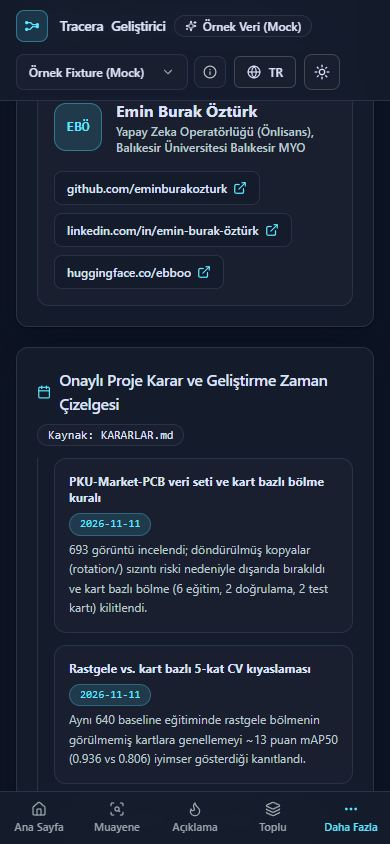 Tracera Geliştirici
Örnek Veri (Mock)
Örnek Fixture (Mock)
TR
EBÖ
Emin Burak Öztürk
Yapay Zeka Operatörlüğü (Önlisans),
Balıkesir Üniversitesi Balıkesir MYO
github.com/eminburakozturk
linkedin.com/in/emin-burak-öztürk
huggingface.co/ebboo
Onaylı Proje Karar ve Geliştirme Zaman
Çizelgesi
Kaynak: KARARLAR.md
PKU-Market-PCB veri seti ve kart bazlı bölme
kuralı
2026-11-11
693 görüntü incelendi; döndürülmüş kopyalar
(rotation/) sızıntı riski nedeniyle dışarıda bırakıldı
ve kart bazlı bölme (6 eğitim, 2 doğrulama, 2 test
kartı) kilitlendi.
Rastgele vs. kart bazlı 5-kat CV kıyaslaması
2026-11-11
Aynı 640 baseline eğitiminde rastgele bölmenin
görülmemiş kartlara genellemeyi ~13 puan mAP50
(0.936 vs 0.806) iyimser gösterdiği kanıtlandı.
Ana Sayfa
Muayene
Açıklama
Toplu
Daha Fazla